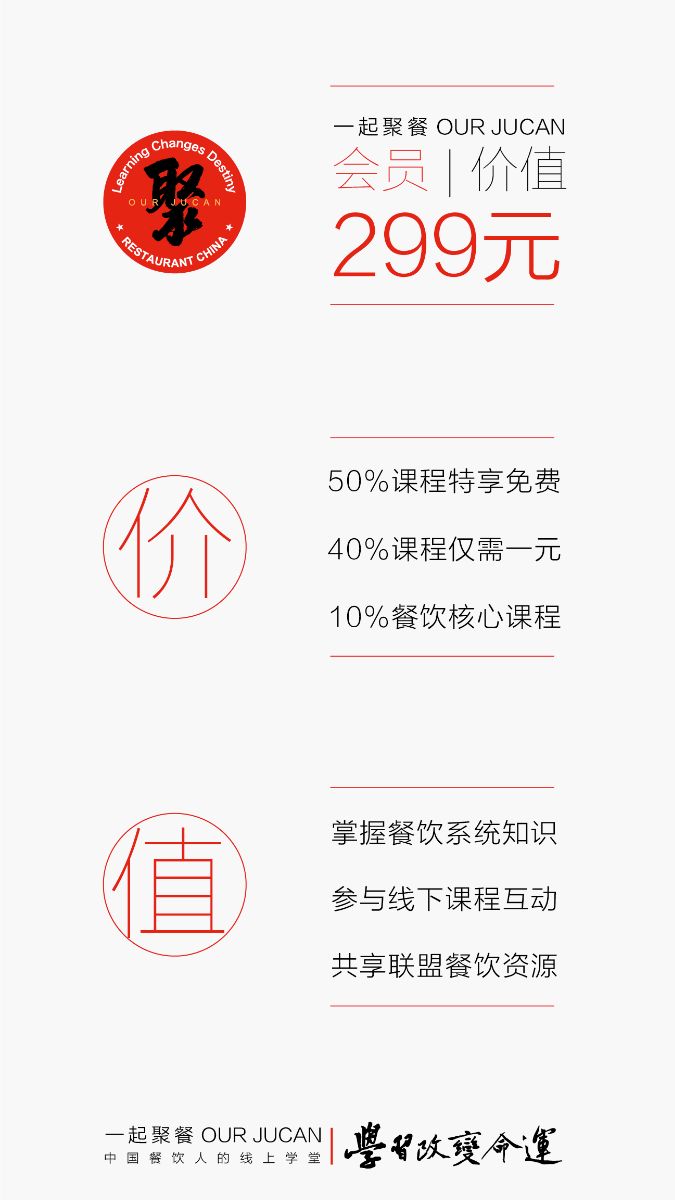 Learning Changes Destiny
聚
OUR JUCAN
★ RESTAURANT CHINA ★
一起聚餐 OUR JUCAN
会员 | 价值
299元
价
50%课程特享免费
40%课程仅需一元
10%餐饮核心课程
值
掌握餐饮系统知识
参与线下课程互动
共享联盟餐饮资源
一起聚餐 OUR JUCAN
中国餐饮人的线上学堂
學習改變命運